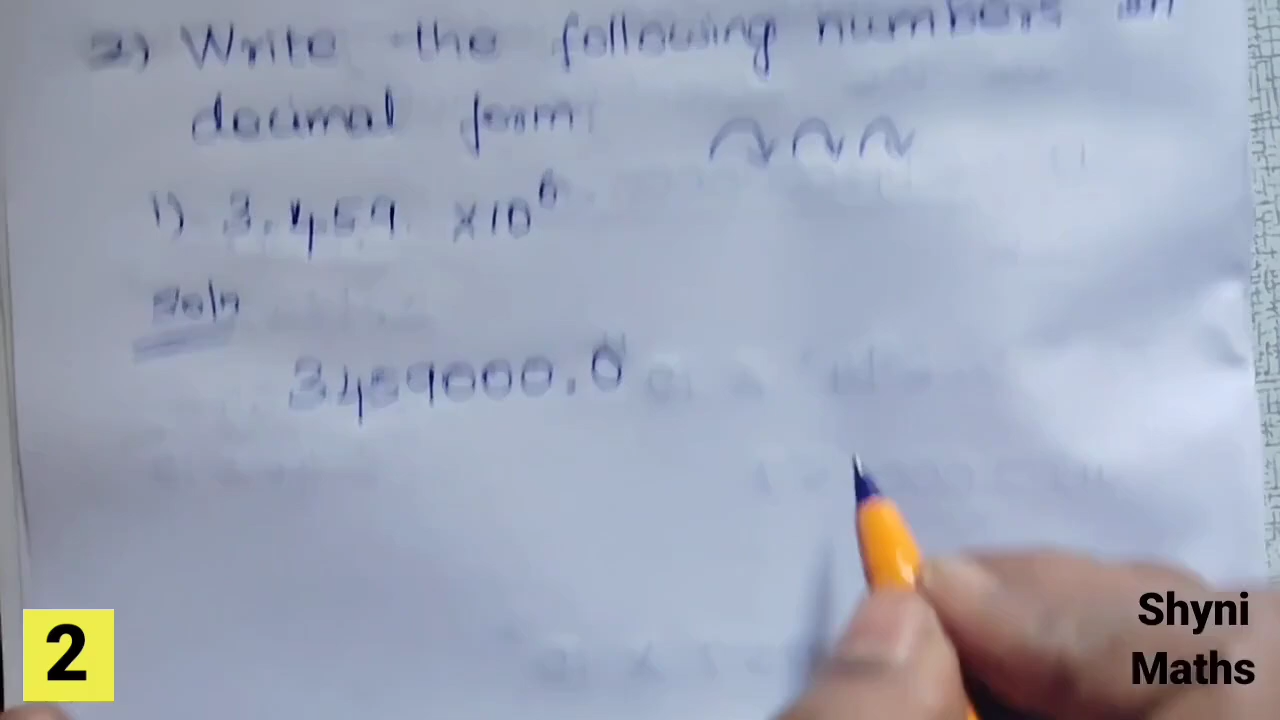 2) Write the following numbers in
decimal form:
1) 3.459 ×10⁶
Soln
3459000.0
2
Shyni
Maths